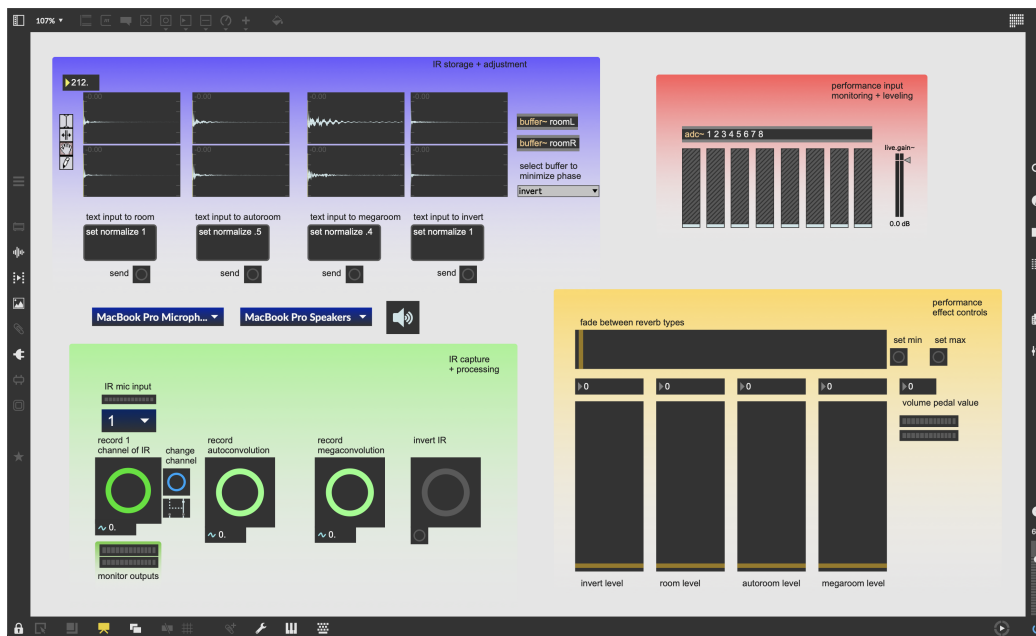 107%
IR storage + adjustment
212.
-0.00
-0.00
-0.00
-0.00
-0.00
-0.00
-0.00
-0.00
buffer~ roomL
buffer~ roomR
select buffer to
minimize phase
invert
text input to room
text input to autoroom
text input to megaroom
text input to invert
set normalize 1
set normalize .5
set normalize .4
set normalize 1
send
send
send
send
performance input
monitoring + leveling
adc~ 1 2 3 4 5 6 7 8
live.gain~
0.0 dB
MacBook Pro Microph...
MacBook Pro Speakers
IR capture
+ processing
IR mic input
1
record 1
channel of IR
change
channel
record
autoconvolution
record
megaconvolution
invert IR
0.
0.
0.
monitor outputs
performance
effect controls
fade between reverb types
set min
set max
0
0
0
0
0
volume pedal value
invert level
room level
autoroom level
megaroom level